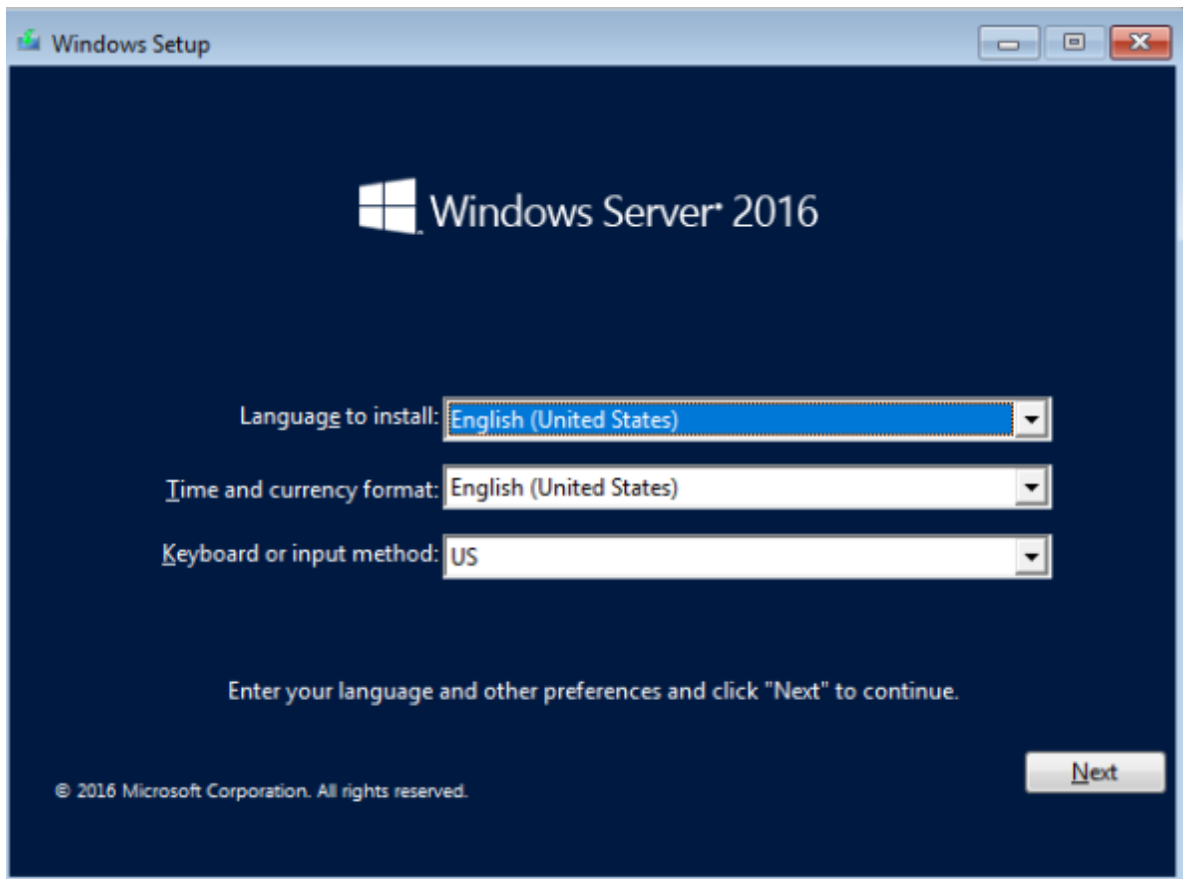 Windows Setup
Windows Server® 2016
Language to install: English (United States)
Time and currency format: English (United States)
Keyboard or input method: US
Enter your language and other preferences and click "Next" to continue.
Next
© 2016 Microsoft Corporation. All rights reserved.